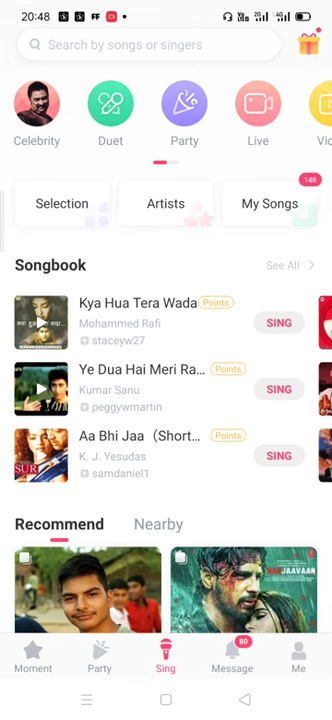 20:48
FF
Search by songs or singers
Celebrity
Duet
Party
Live
148
Selection
Artists
My Songs
Songbook
See All
Kya Hua Tera Wada Points
Mohammed Rafi
SING
staceyw27
Ye Dua Hai Meri Ra... Points
Kumar Sanu
SING
peggywmartin
Aa Bhi Jaa（Short... Points
K. J. Yesudas
SING
SUR
samdaniel1
Recommend
Nearby
80
Moment
Party
Sing
Message
Me